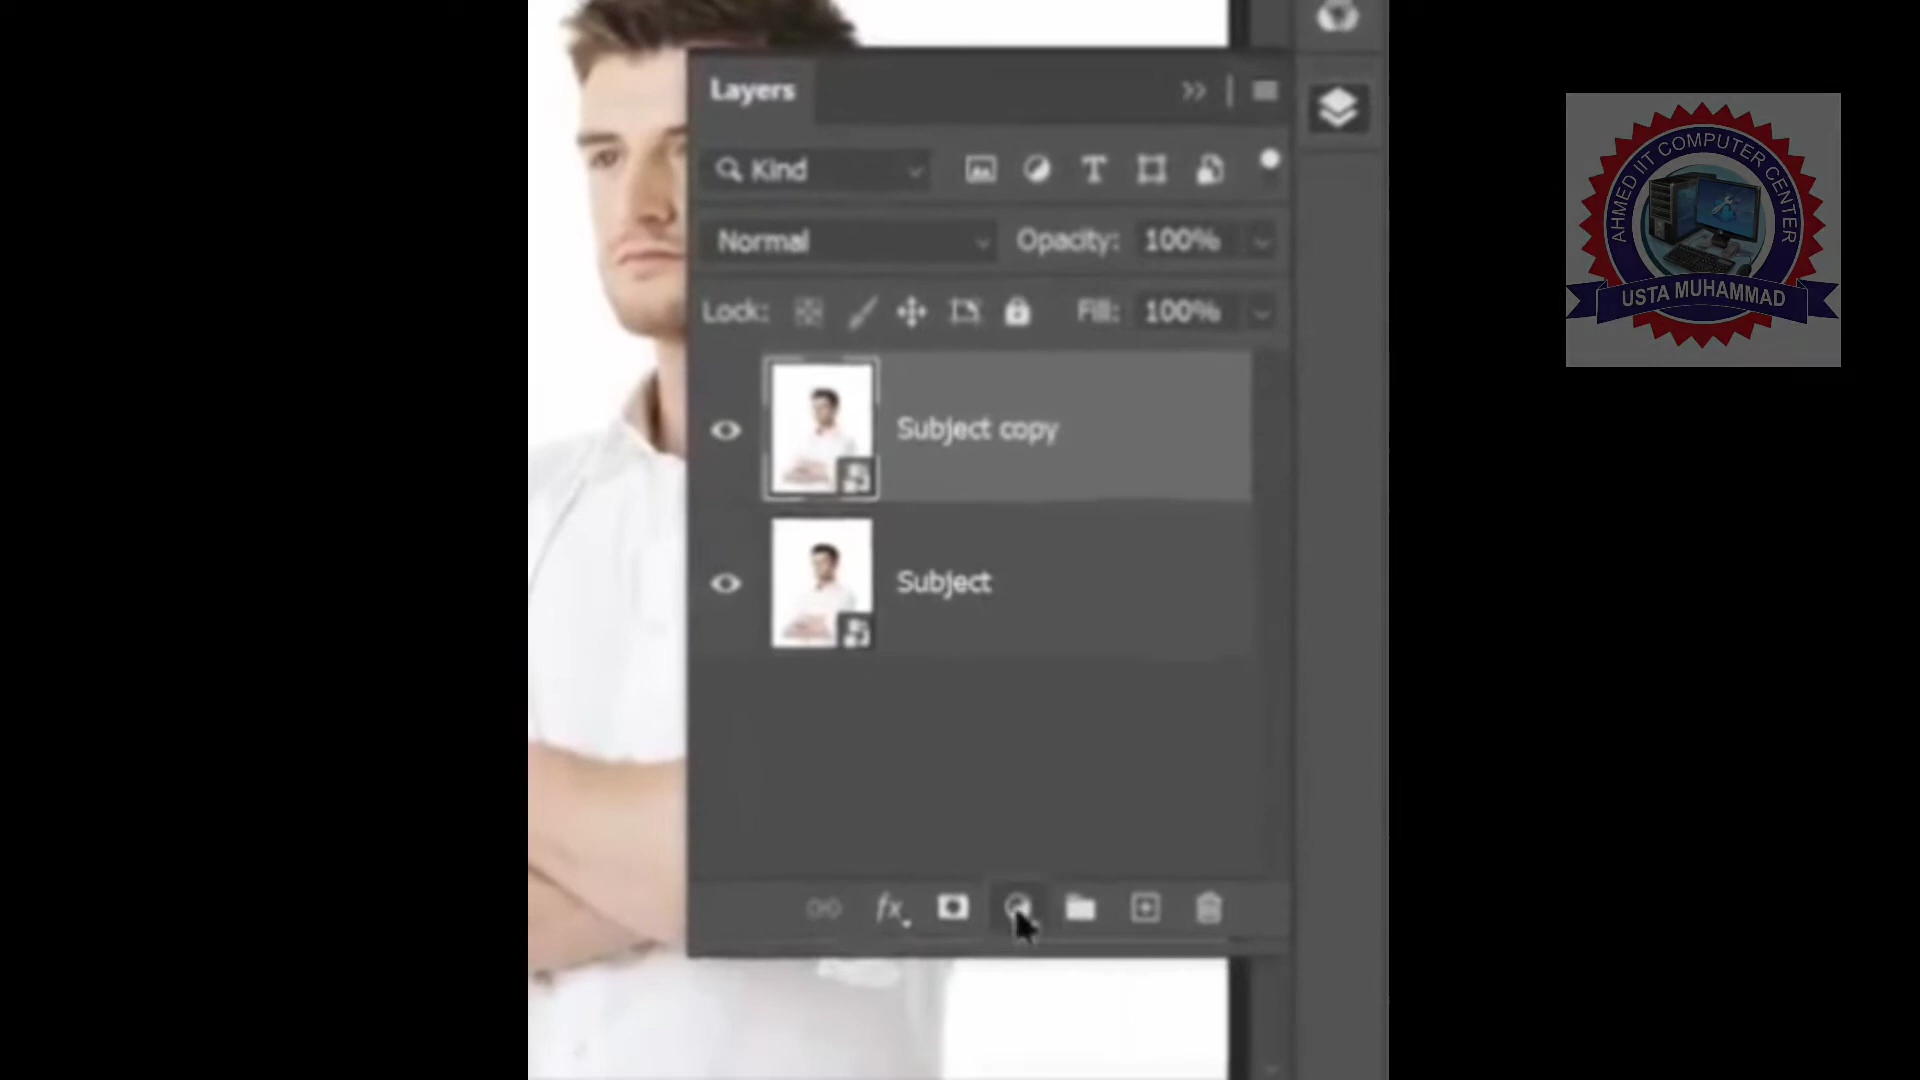 Layers
Kind
Normal
Opacity: 100%
Lock:
Fill: 100%
Subject copy
Subject
fx
AHMED IIT COMPUTER CENTER
USTA MUHAMMAD